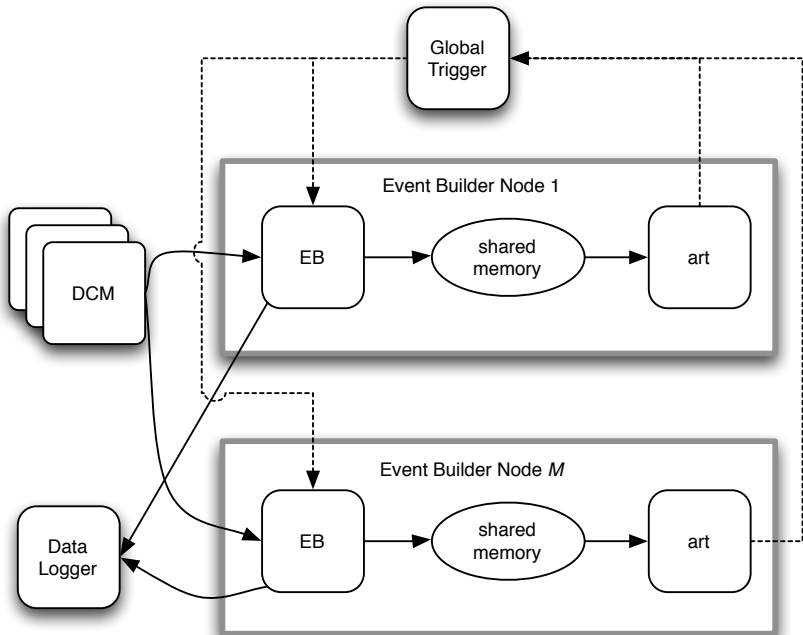 Global
Trigger
Event Builder Node 1
EB
shared
memory
art
DCM
Event Builder Node M
EB
shared
memory
art
Data
Logger